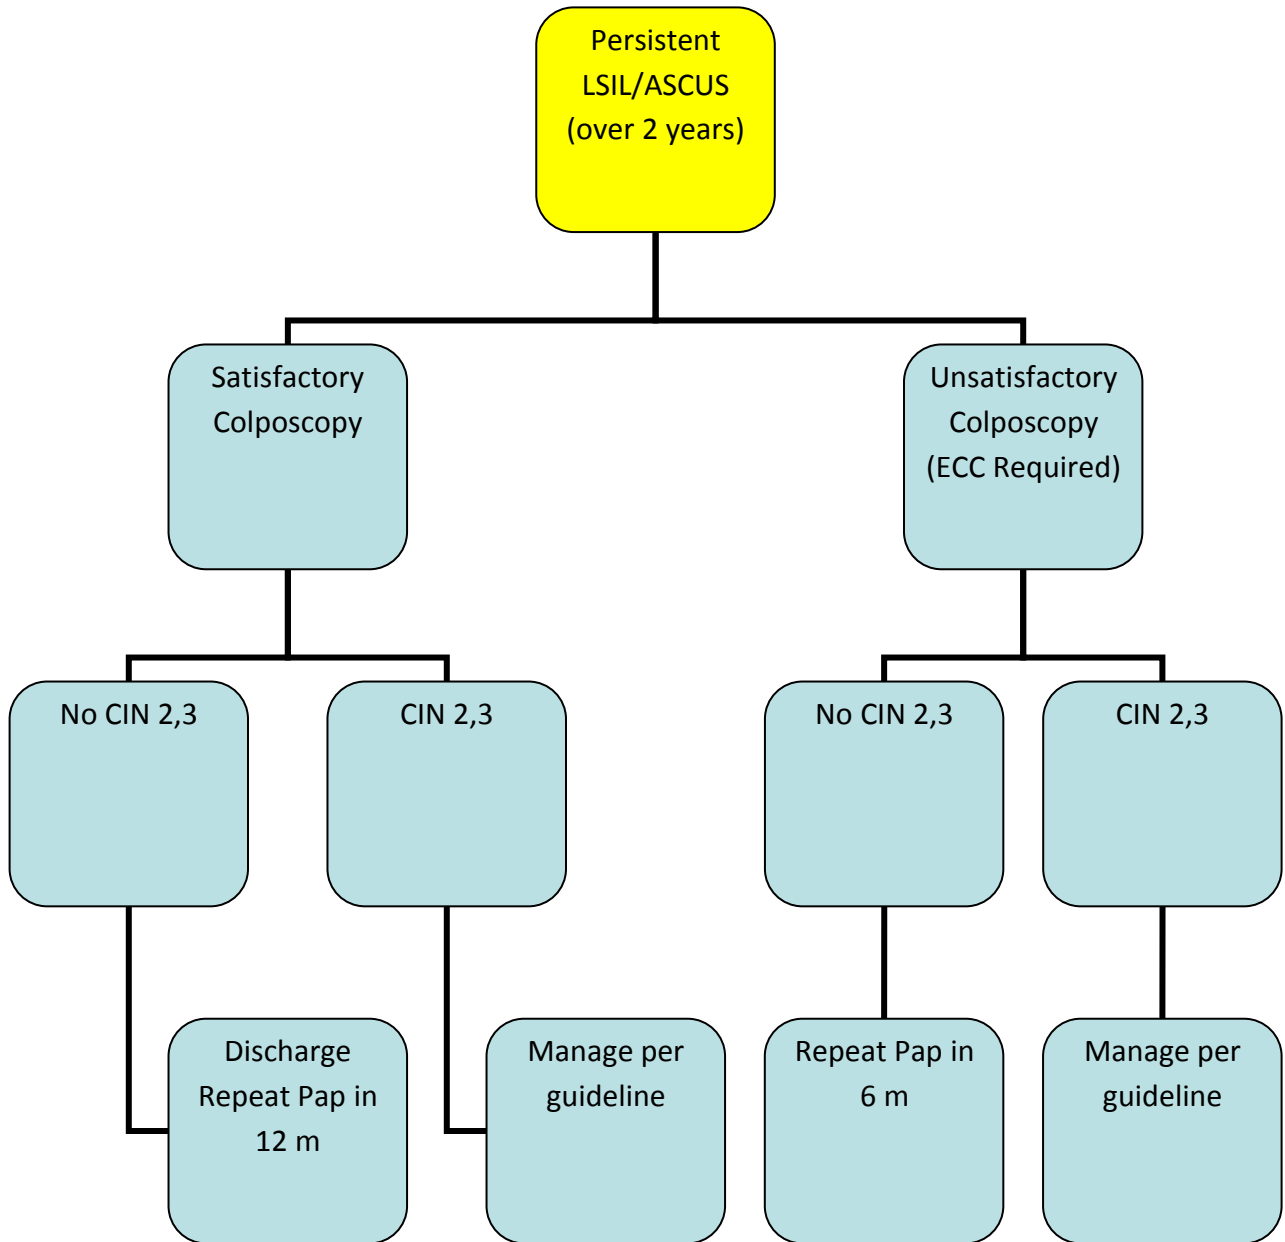 Persistent
LSIL/ASCUS
(over 2 years)
Satisfactory
Colposcopy
Unsatisfactory
Colposcopy
(ECC Required)
No CIN 2,3
CIN 2,3
No CIN 2,3
CIN 2,3
Discharge
Repeat Pap in
12 m
Manage per
guideline
Repeat Pap in
6 m
Manage per
guideline